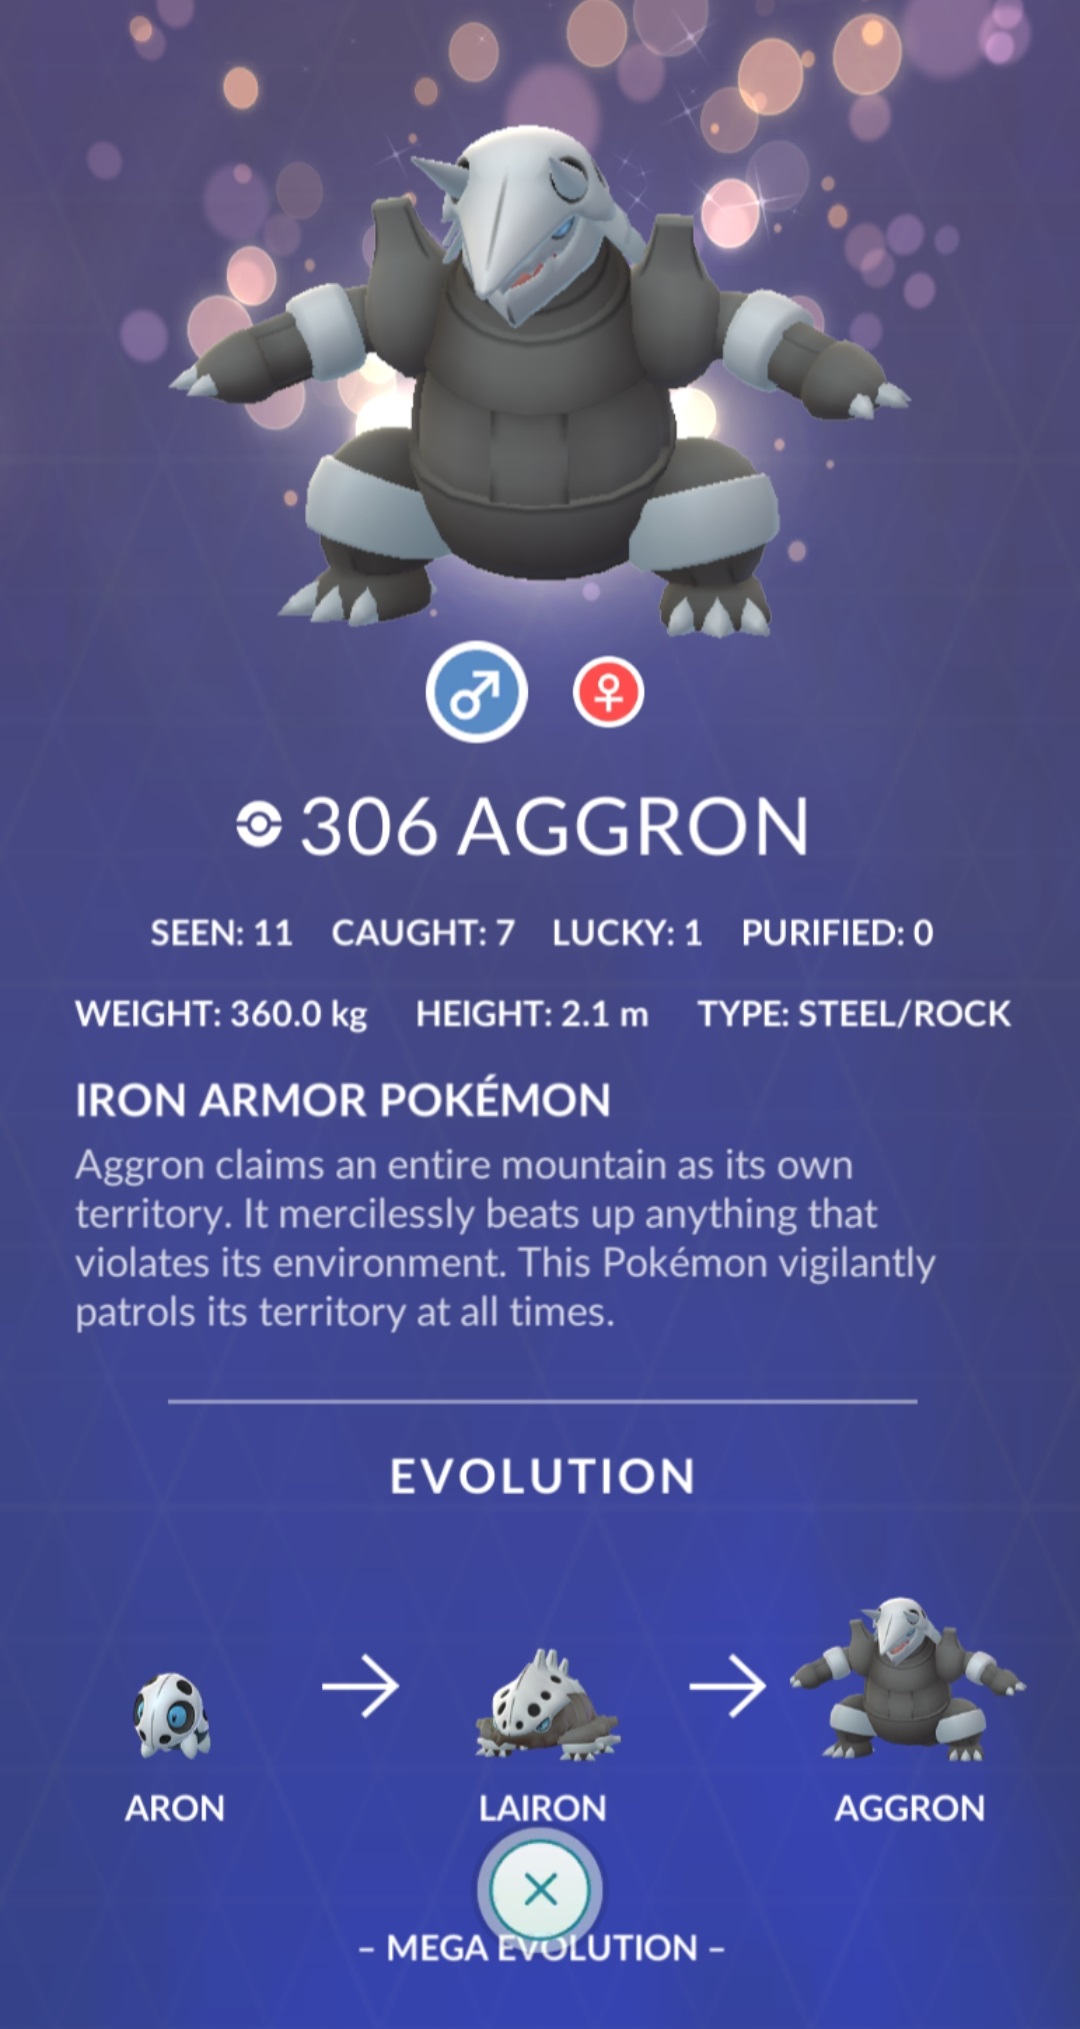 306 AGGRON
SEEN: 11 CAUGHT: 7 LUCKY: 1 PURIFIED: 0
WEIGHT: 360.0 kg HEIGHT: 2.1 m TYPE: STEEL/ROCK
IRON ARMOR POKÉMON
Aggron claims an entire mountain as its own
territory. It mercilessly beats up anything that
violates its environment. This Pokémon vigilantly
patrols its territory at all times.
EVOLUTION
ARON LAIRON AGGRON
– MEGA EVOLUTION –